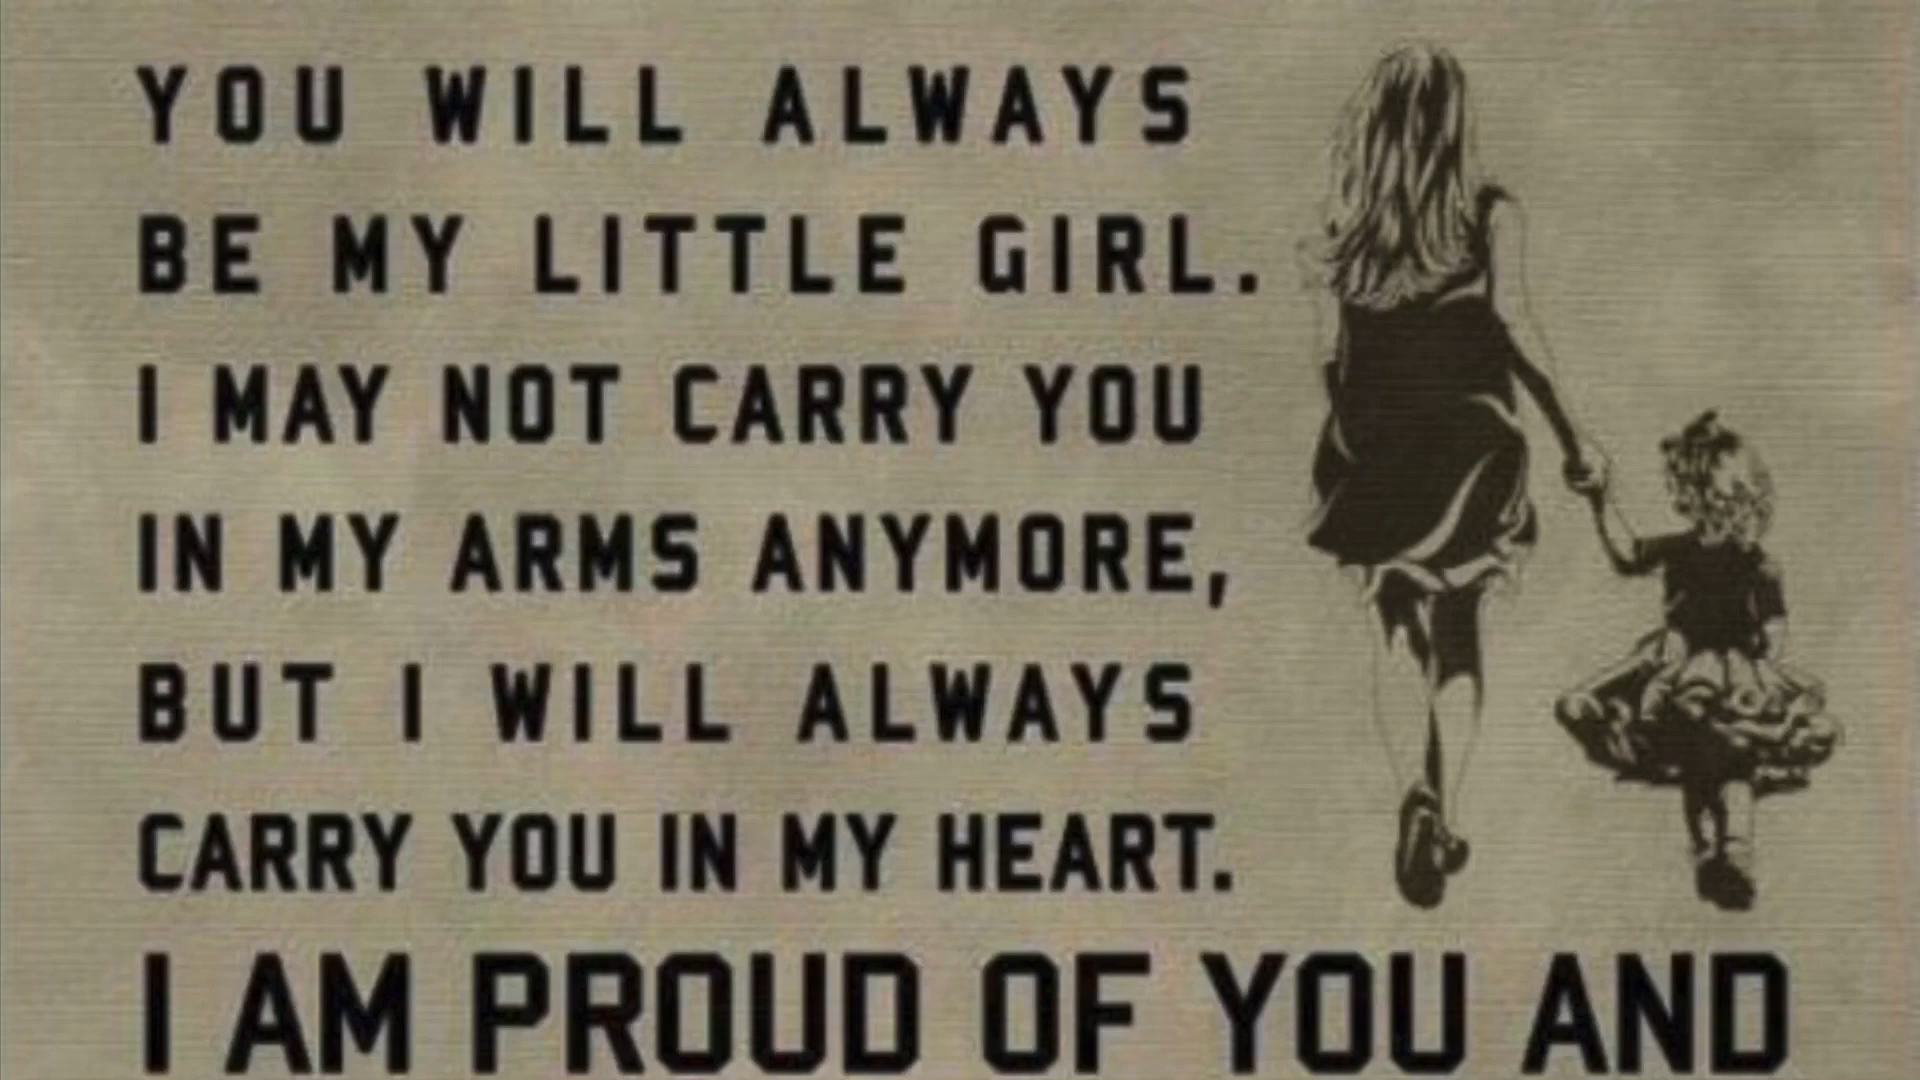 YOU WILL ALWAYS
BE MY LITTLE GIRL.
I MAY NOT CARRY YOU
IN MY ARMS ANYMORE,
BUT I WILL ALWAYS
CARRY YOU IN MY HEART.
I AM PROUD OF YOU AND